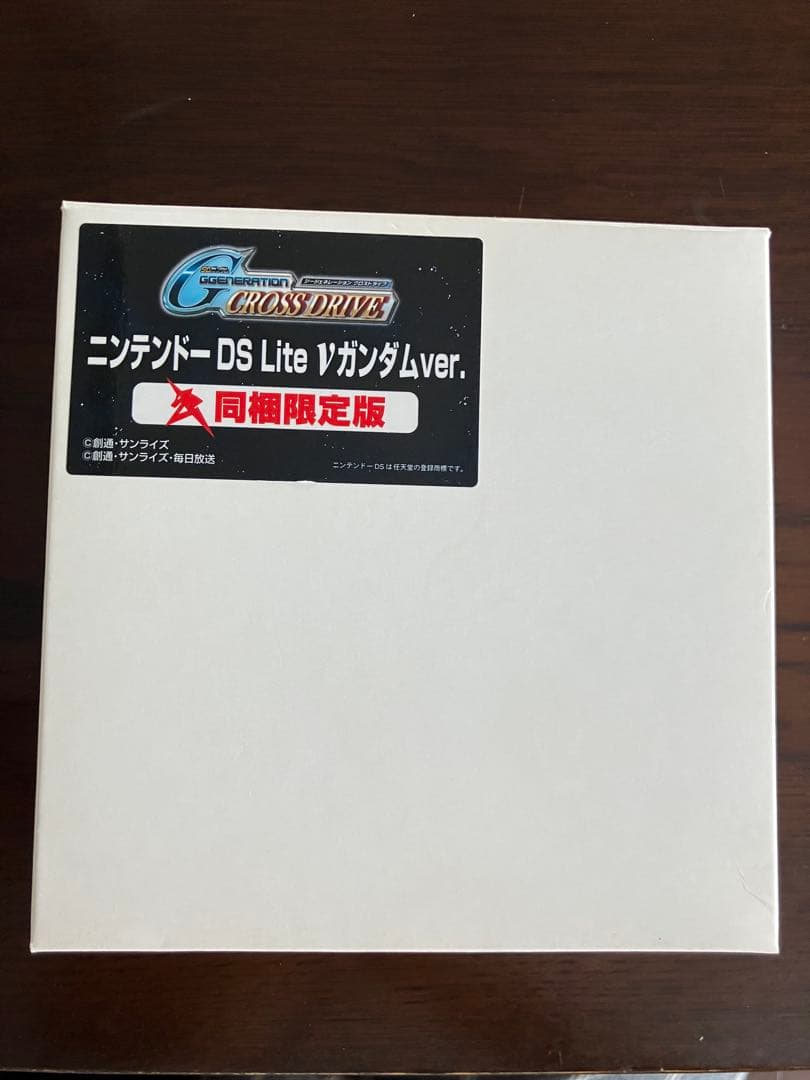 GGENERATION
ジージェネレーション クロスドライブ
CROSS DRIVE
ニンテンドーDS Lite νガンダムver.
同梱限定版
©創通・サンライズ
©創通・サンライズ・毎日放送
ニンテンドーDSは任天堂の登録商標です。